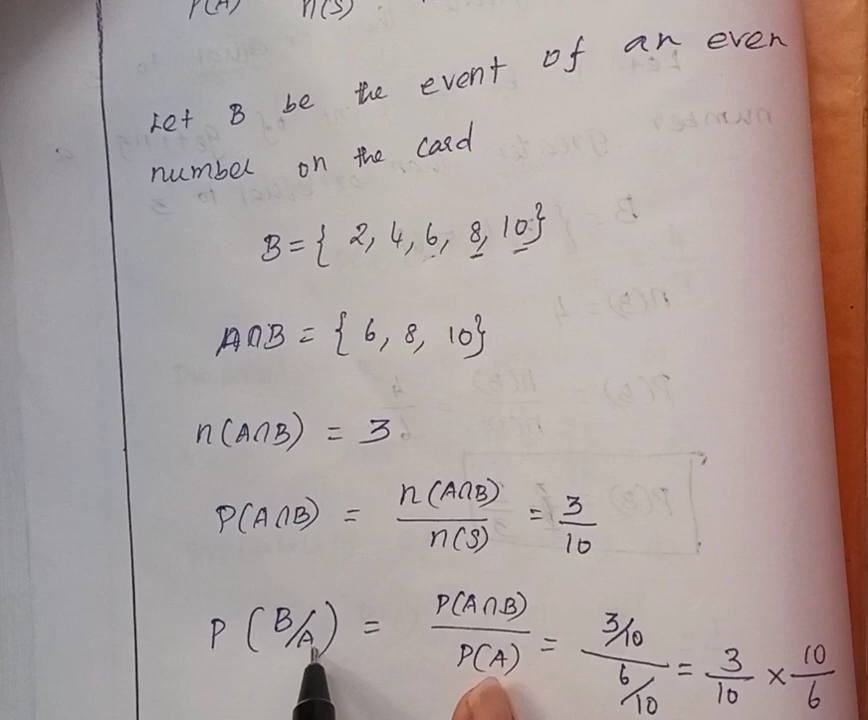 P(A) n(S)
Let B be the event of an even
number on the card
B = { 2, 4, 6, 8, 10}
A∩B = { 6, 8, 10}
n(A∩B) = 3
P(A∩B) = n(A∩B)/n(S) = 3/10
P(B/A) = P(A∩B)/P(A) = (3/10)/(6/10) = 3/10 × 10/6